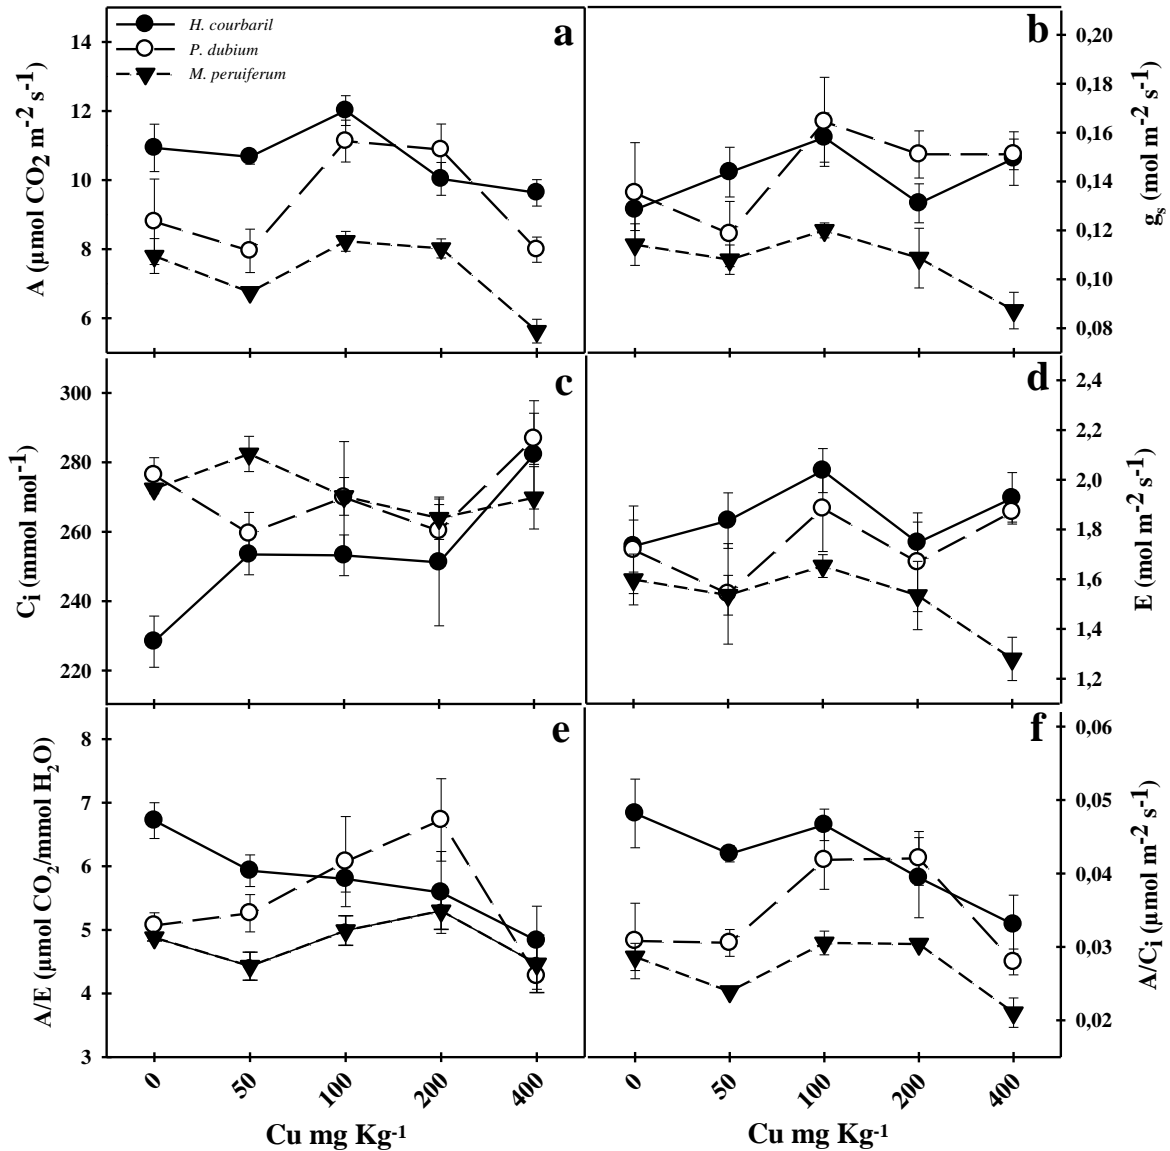 H. courbaril
P. dubium
M. peruiferum
a
14
12
10
8
6
A (µmol CO2 m-2 s-1)
b
0,20
0,18
0,16
0,14
0,12
0,10
0,08
gs (mol m-2 s-1)
c
300
280
260
240
220
Ci (mmol mol-1)
d
2,4
2,2
2,0
1,8
1,6
1,4
1,2
E (mol m-2 s-1)
e
8
7
6
5
4
3
A/E (µmol CO2/mmol H2O)
f
0,06
0,05
0,04
0,03
0,02
A/Ci (µmol m-2 s-1)
0 50 100 200 400
0 50 100 200 400
Cu mg Kg-1
Cu mg Kg-1